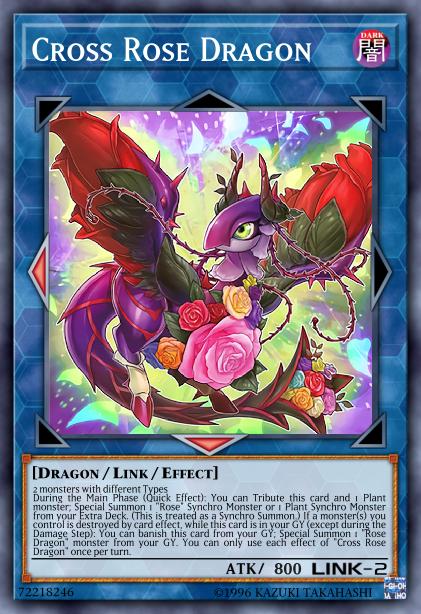 Cross Rose Dragon
DARK
闇
[Dragon / Link / Effect]
2 monsters with different Types
During the Main Phase (Quick Effect): You can Tribute this card and 1 Plant
monster; Special Summon 1 "Rose" Synchro Monster or 1 Plant Synchro Monster
from your Extra Deck. (This is treated as a Synchro Summon.) If a monster(s) you
control is destroyed by card effect, while this card is in your GY (except during the
Damage Step): You can banish this card from your GY; Special Summon 1 "Rose
Dragon" monster from your GY. You can only use each effect of "Cross
Rose Dragon" once per turn.
ATK/ 800 LINK-2
72218246 ©1996 KAZUKI TAKAHASHI